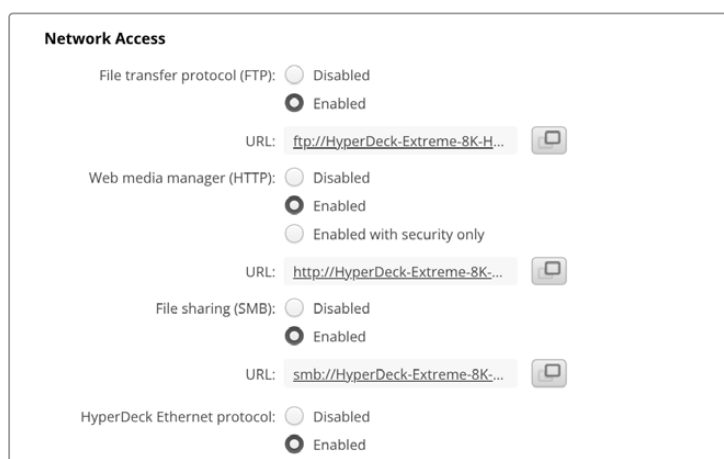 Network Access
File transfer protocol (FTP): Disabled
Enabled
URL: ftp://HyperDeck-Extreme-8K-H...
Web media manager (HTTP): Disabled
Enabled
Enabled with security only
URL: http://HyperDeck-Extreme-8K-...
File sharing (SMB): Disabled
Enabled
URL: smb://HyperDeck-Extreme-8K-...
HyperDeck Ethernet protocol: Disabled
Enabled